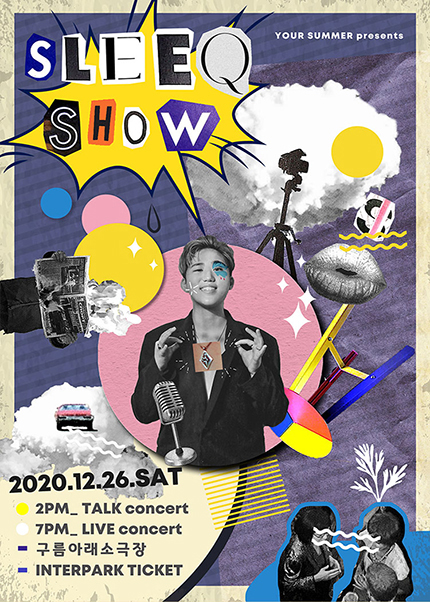 YOUR SUMMER presents
SLEEQ
SHOW
2020.12.26.SAT
2PM_ TALK concert
7PM_ LIVE concert
구름아래소극장
INTERPARK TICKET